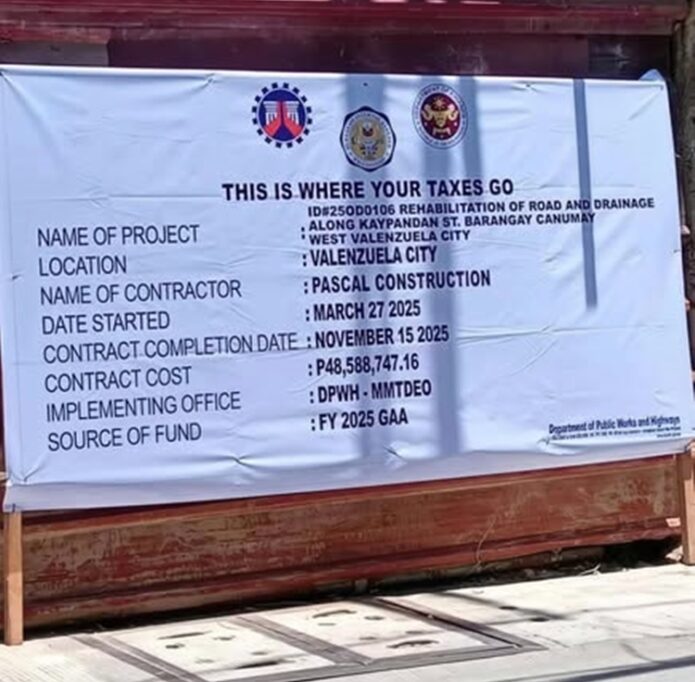 THIS IS WHERE YOUR TAXES GO
NAME OF PROJECT : ID#25OD0106 REHABILITATION OF ROAD AND DRAINAGE
ALONG KAYPANDAN ST. BARANGAY CANUMAY
WEST VALENZUELA CITY
LOCATION : VALENZUELA CITY
NAME OF CONTRACTOR : PASCAL CONSTRUCTION
DATE STARTED : MARCH 27 2025
CONTRACT COMPLETION DATE : NOVEMBER 15 2025
CONTRACT COST : P48,588,747.16
IMPLEMENTING OFFICE : DPWH - MMTDEO
SOURCE OF FUND : FY 2025 GAA
Department of Public Works and Highways